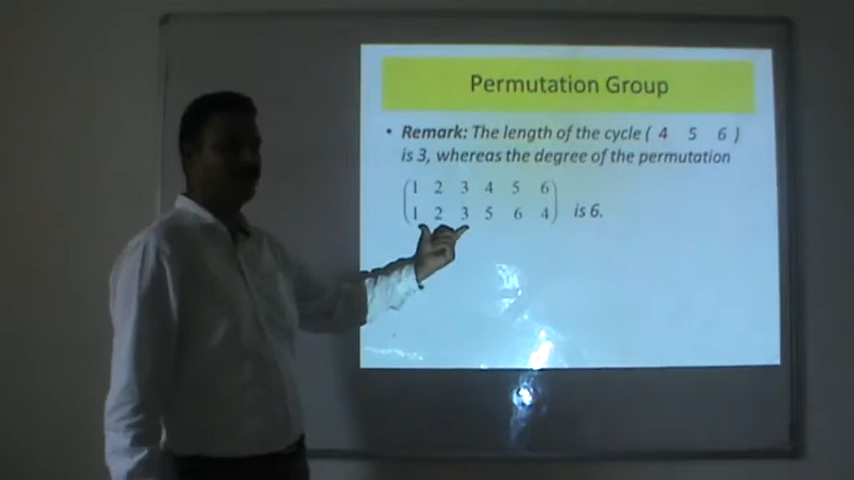 Permutation Group
• Remark: The length of the cycle ( 4 5 6 )
is 3, whereas the degree of the permutation
(1 2 3 4 5 6)
(1 2 3 5 6 4) is 6.